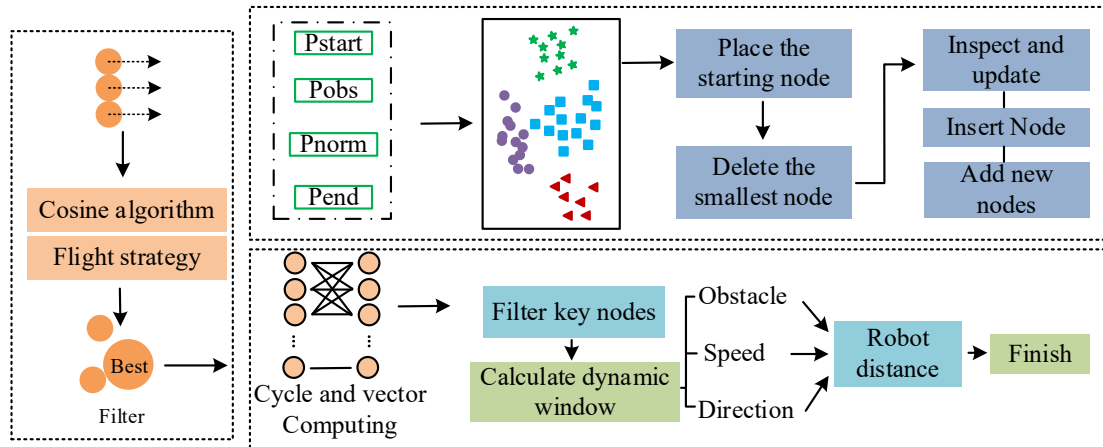 Cosine algorithm
Flight strategy
Best
Filter
Pstart
Pobs
Pnorm
Pend
Place the
starting node
Delete the
smallest node
Inspect and
update
Insert Node
Add new
nodes
Cycle and vector
Computing
Filter key nodes
Calculate dynamic
window
Obstacle
Speed
Direction
Robot
distance
Finish